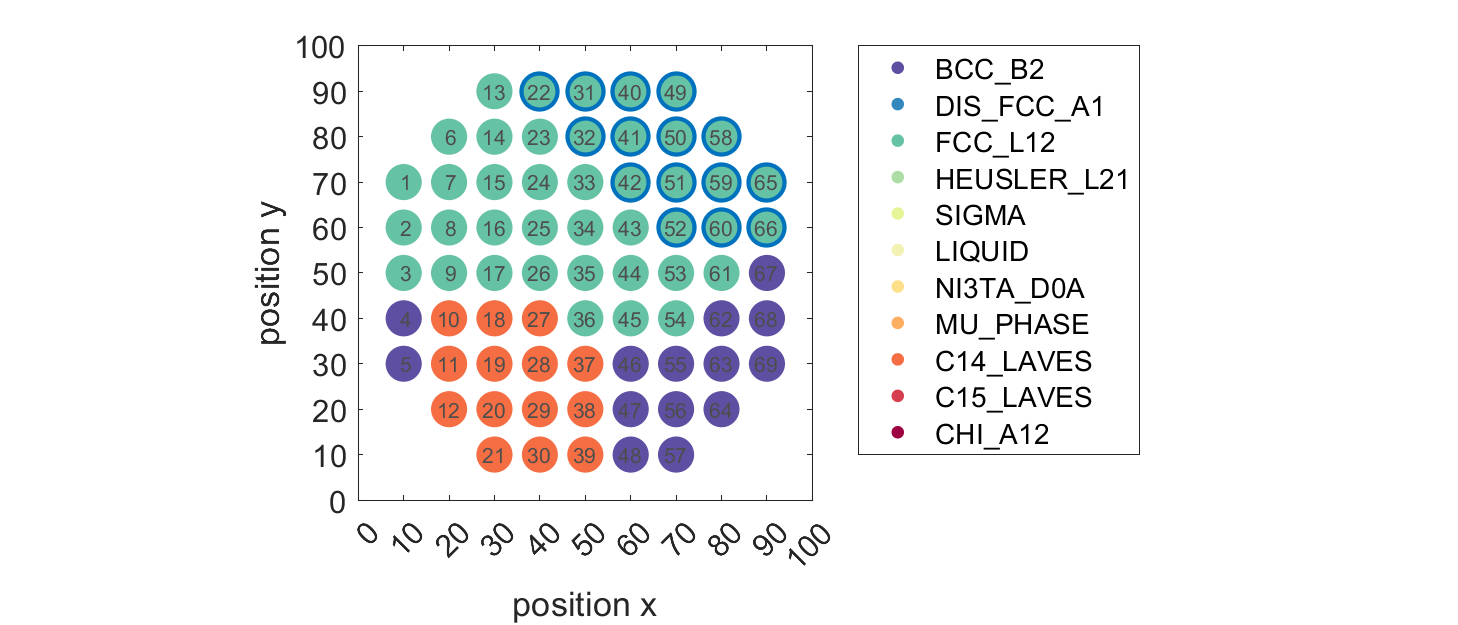 100
90 13 22 31 40 49
80 6 14 23 32 41 50 58
70 1 7 15 24 33 42 51 59 65
60 2 8 16 25 34 43 52 60 66
50 3 9 17 26 35 44 53 61 67
40 4 10 18 27 36 45 54 62 68
30 5 11 19 28 37 46 55 63 69
20 12 20 29 38 47 56 64
10 21 30 39 48 57
0
0 10 20 30 40 50 60 70 80 90 100
position x
position y
BCC_B2
DIS_FCC_A1
FCC_L12
HEUSLER_L21
SIGMA
LIQUID
NI3TA_D0A
MU_PHASE
C14_LAVES
C15_LAVES
CHI_A12